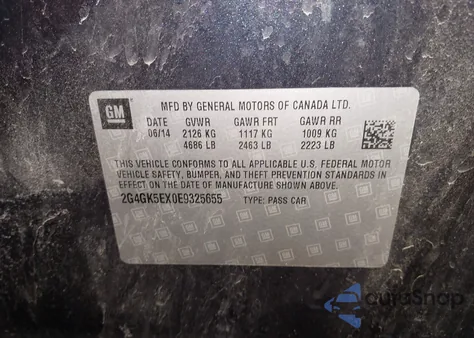 GM
MFD BY GENERAL MOTORS OF CANADA LTD.
DATE GVWR GAWR FRT GAWR RR
06/14 2126 KG 1117 KG 1009 KG
4686 LB 2463 LB 2223 LB
THIS VEHICLE CONFORMS TO ALL APPLICABLE U.S. FEDERAL MOTOR
VEHICLE SAFETY, BUMPER, AND THEFT PREVENTION STANDARDS IN
EFFECT ON THE DATE OF MANUFACTURE SHOWN ABOVE.
2G4GK5EX0E9325655 TYPE: PASS CAR
AuraSnap